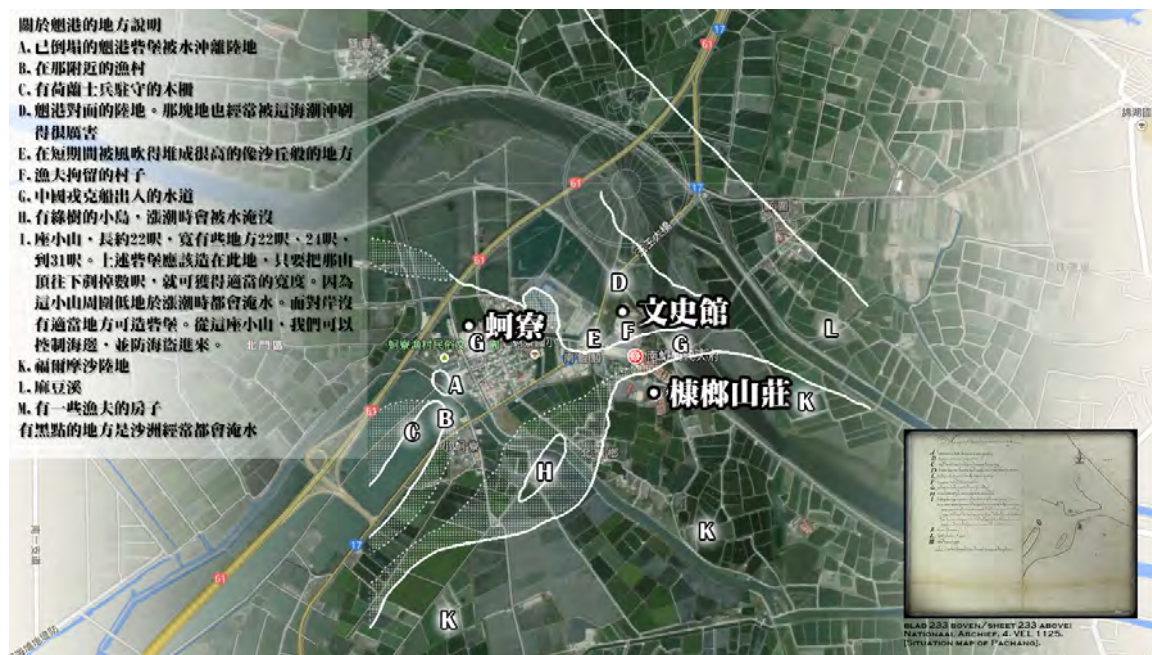 關於魍港的地方說明
A. 已倒塌的魍港砦堡被水沖離陸地
B. 在那附近的漁村
C. 有荷蘭士兵駐守的木柵
D. 魍港對面的陸地。那塊地也經常被這海潮沖刷
得很厲害
E. 在短期間被風吹得堆成很高的像沙丘般的地方
F. 漁夫拘留的村子
G. 中國戎克船出入的水道
H. 有綠樹的小島，漲潮時會被水淹沒
I. 座小山，長約22呎，寬有些地方22呎、24呎，
到31呎。上述砦堡應該造在此地，只要把那山
頂往下剷掉數呎，就可獲得適當的寬度。因為
這小山周圍低地於漲潮時都會淹水。而對岸沒
有適當地方可造砦堡。從這座小山，我們可以
控制海邊，並防海盜進來。
K. 福爾摩沙陸地
L. 麻豆溪
M. 有一些漁夫的房子
有黑點的地方是沙洲經常都會淹水
北門區
17
61
61
17
61
D
・文史館
・蚵寮
G
F
E
G
L
A
・槺榔山莊
K
61
B
C
H
K
17
61
K
BLAD 233 BOVEN/SHEET 233 ABOVE:
NATIONAAL ARCHIEF, 4. VEL 1125.
[SITUATION MAP OF PACHANG].